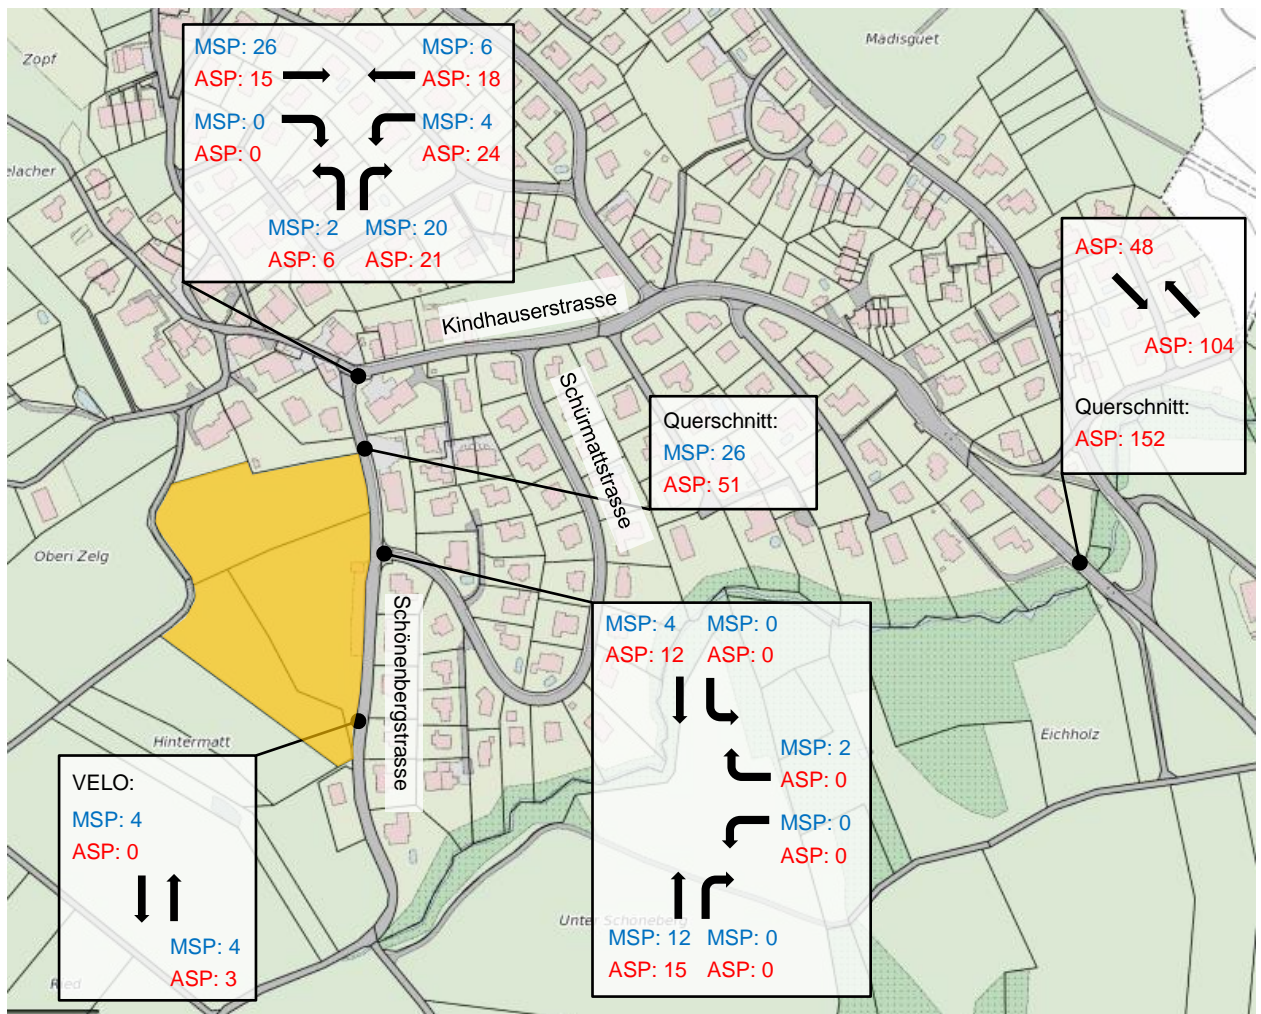 Zopf
Madisguet
elacher
MSP: 26
MSP: 6
ASP: 15
ASP: 18
MSP: 0
MSP: 4
ASP: 0
ASP: 24
MSP: 2
MSP: 20
ASP: 6
ASP: 21
Kindhauserstrasse
ASP: 48
ASP: 104
Querschnitt:
ASP: 152
Schürmattstrasse
Querschnitt:
MSP: 26
ASP: 51
Oberi Zelg
Schönenbergstrasse
Hintermatt
Eichholz
MSP: 4
MSP: 0
ASP: 12
ASP: 0
MSP: 2
ASP: 0
MSP: 0
ASP: 0
MSP: 12
MSP: 0
ASP: 15
ASP: 0
Unter Schöneberg
VELO:
MSP: 4
ASP: 0
MSP: 4
ASP: 3
Ried